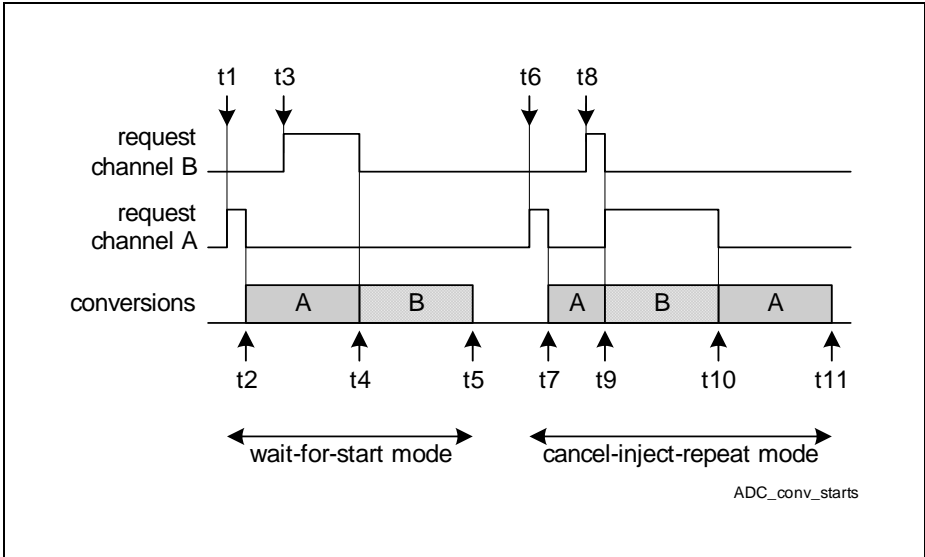 t1 t3 t6 t8
request
channel B
request
channel A
conversions A B A B A
t2 t4 t5 t7 t9 t10 t11
wait-for-start mode cancel-inject-repeat mode
ADC_conv_starts